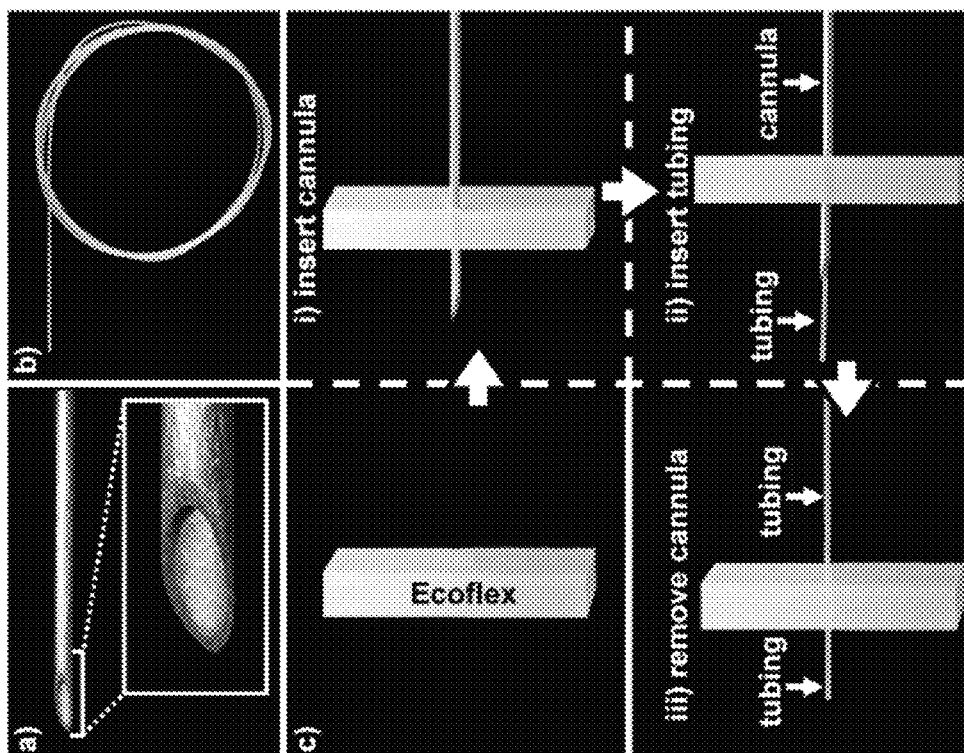 a)
b)
c)
Ecoflex
i) insert cannula
ii) insert tubing
tubing
cannula
iii) remove cannula
tubing
tubing